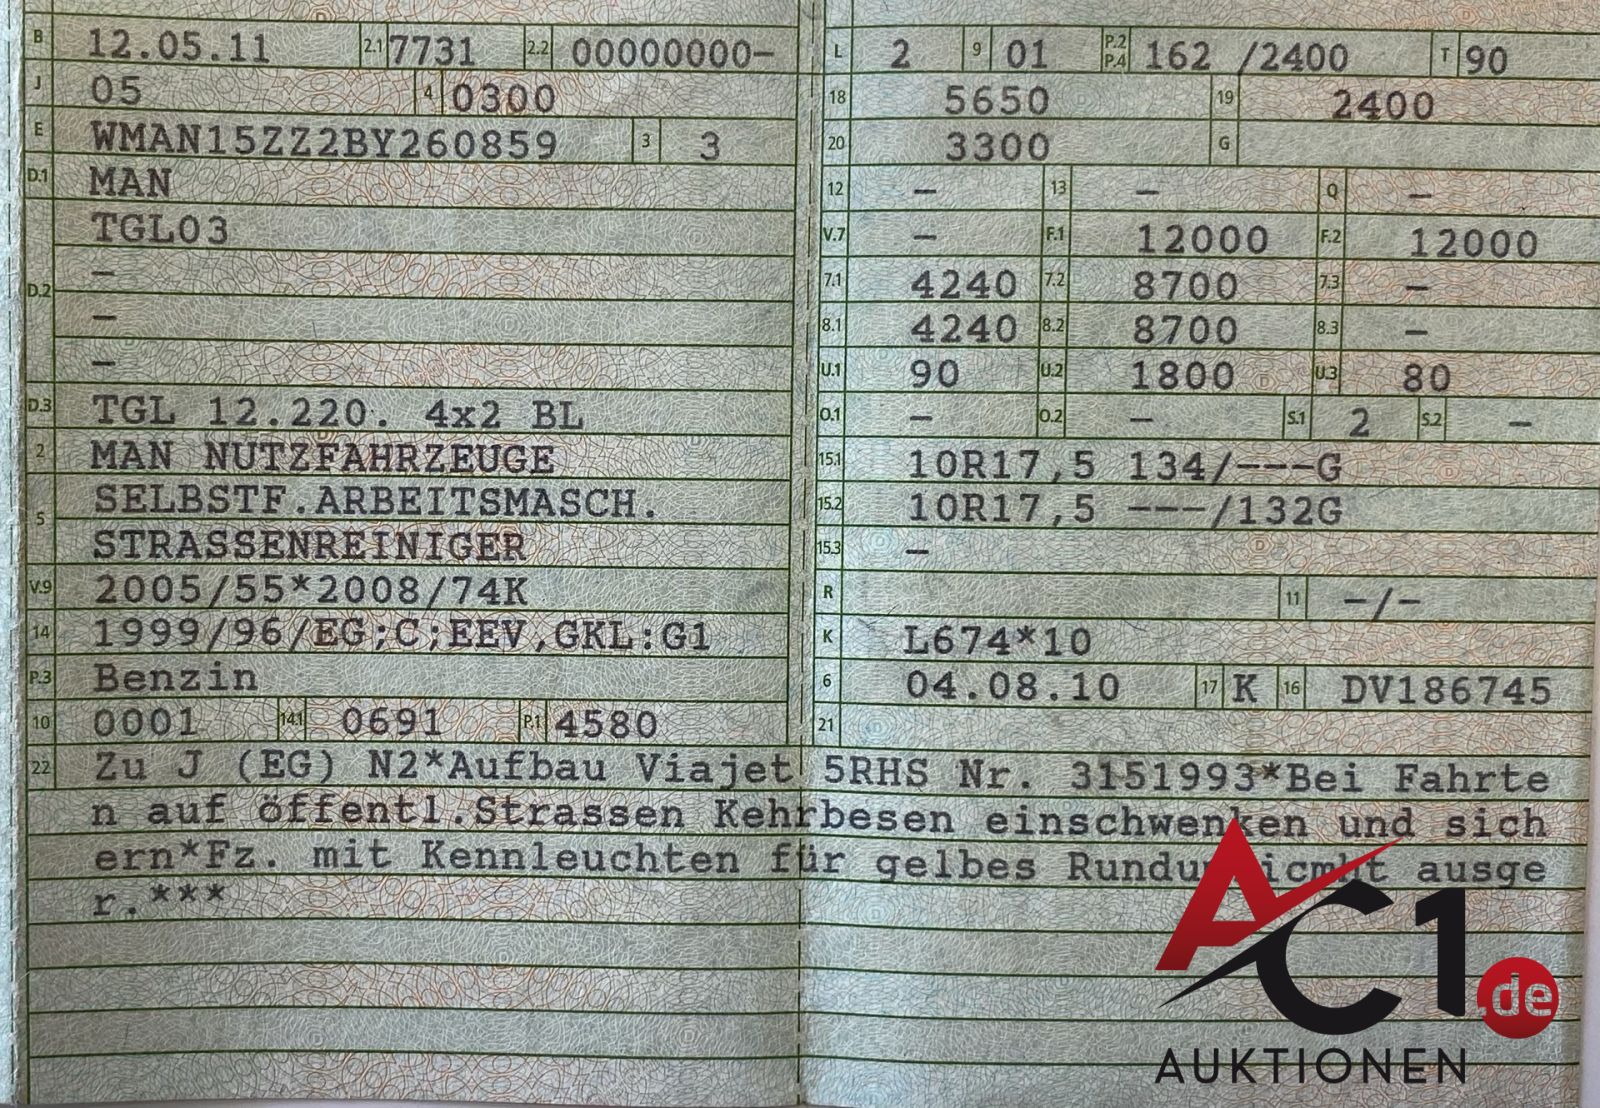 B 12.05.11 2.1 7731 2.2 00000000-
J 05 4 0300
E WMAN15ZZ2BY260859 3 3
D.1 MAN
TGL03
-
D.2
-
-
D.3 TGL 12.220. 4x2 BL
2 MAN NUTZFAHRZEUGE
5 SELBSTF.ARBEITSMASCH.
STRASSENREINIGER
V.9 2005/55*2008/74K
14 1999/96/EG;C;EEV,GKL:G1
P.3 Benzin
10 0001 14.1 0691 P.1 4580
L 2 9 01 P.2 P.4 162 /2400 T 90
18 5650 19 2400
20 3300 G
12 - 13 - Q -
V.7 - F.1 12000 F.2 12000
7.1 4240 7.2 8700 7.3 -
8.1 4240 8.2 8700 8.3 -
U.1 90 U.2 1800 U.3 80
O.1 - O.2 - S.1 2 S.2 -
15.1 10R17,5 134/---G
15.2 10R17,5 ---/132G
15.3 -
R 11 -/-
K L674*10
6 04.08.10 17 K 16 DV186745
21
22 Zu J (EG) N2*Aufbau Viajet 5RHS Nr. 3151993*Bei Fahrte
n auf öffentl.Strassen Kehrbesen einschwenken und sich
ern*Fz. mit Kennleuchten für gelbes ausge
r.***
AC1.de
AUKTIONEN